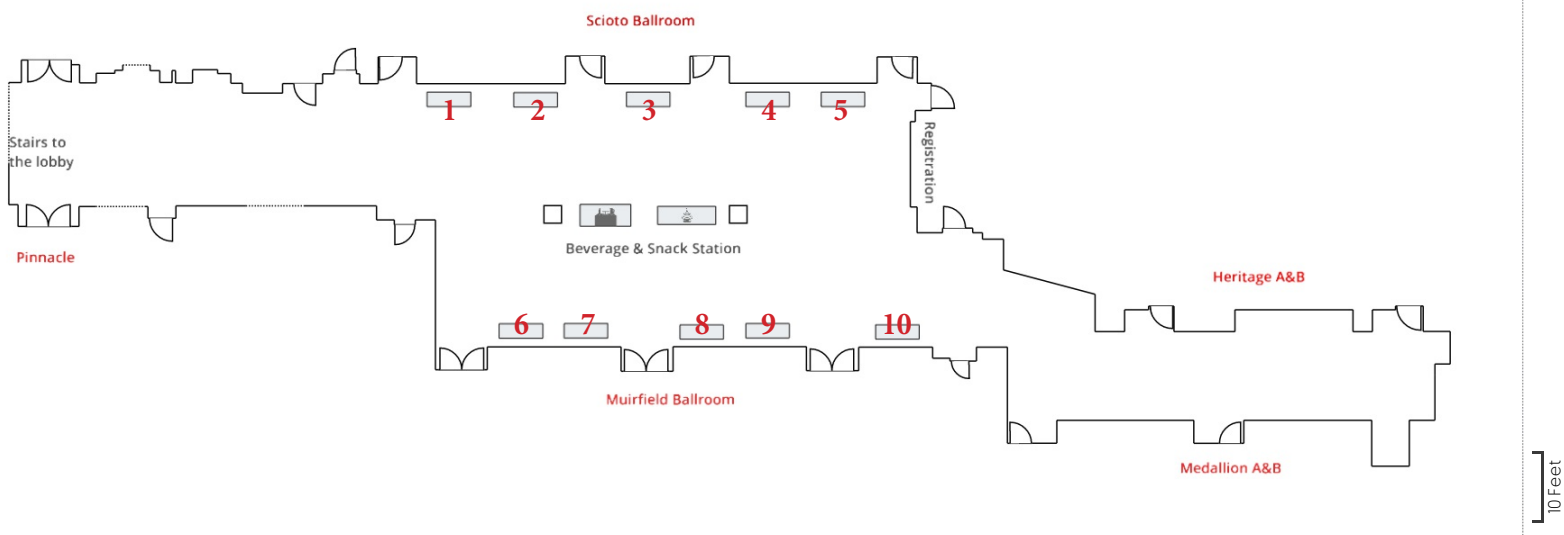 Scioto Ballroom
1 2 3 4 5
Stairs to
the lobby
Registration
Beverage & Snack Station
Pinnacle
Heritage A&B
6 7 8 9 10
Muirfield Ballroom
Medallion A&B
10 Feet